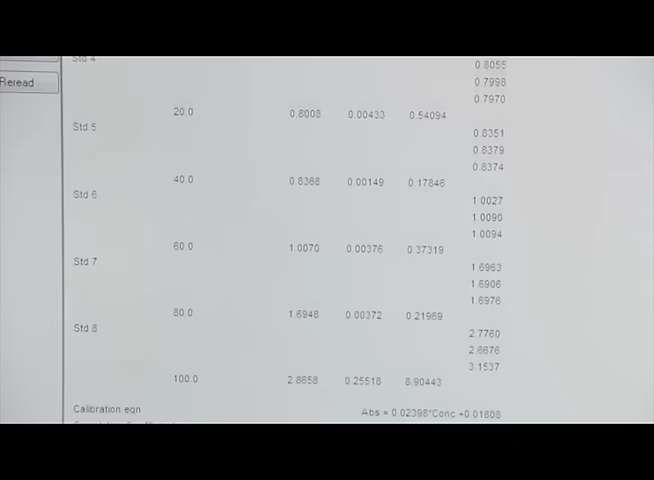 Std 4
0.8055
Reread
0.7998
0.7970
20.0 0.8008 0.00433 0.54094
Std 5
0.8351
0.8379
0.8374
40.0 0.8368 0.00149 0.17846
Std 6
1.0027
1.0090
1.0094
60.0 1.0070 0.00376 0.37319
Std 7
1.6963
1.6906
1.6976
80.0 1.6948 0.00372 0.21969
Std 8
2.7760
2.6676
3.1537
100.0 2.8658 0.25518 8.90443
Calibration eqn Abs = 0.02398*Conc +0.01808